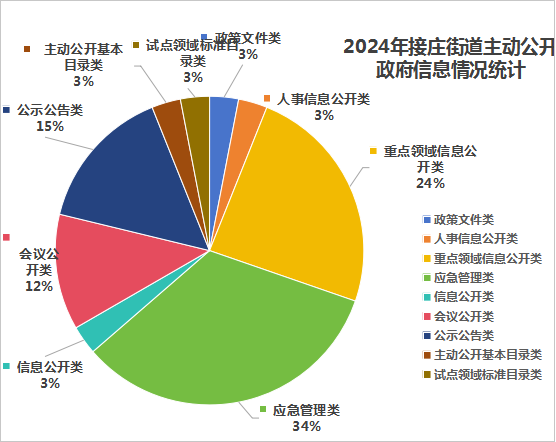 2024年接庄街道主动公开
政府信息情况统计
政策文件类
3%
人事信息公开类
3%
重点领域信息公
开类
24%
应急管理类
34%
信息公开类
3%
会议公
开类
12%
公示公告类
15%
主动公开基本
目录类
3%
试点领域标准目
录类
3%
政策文件类
人事信息公开类
重点领域信息公开类
应急管理类
信息公开类
会议公开类
公示公告类
主动公开基本目录类
试点领域标准目录类